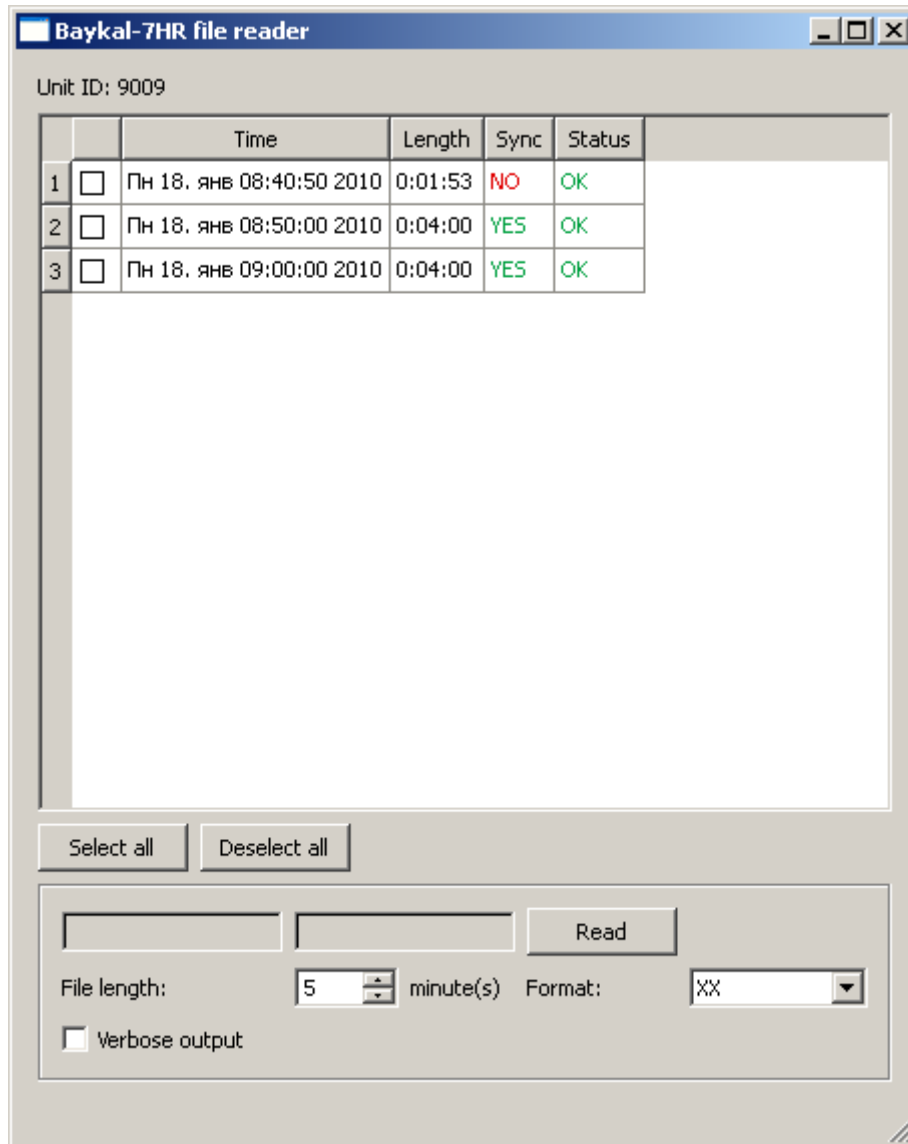 Baykal-7HR file reader
Unit ID: 9009
Time Length Sync Status
1 Пн 18. янв 08:40:50 2010 0:01:53 NO OK
2 Пн 18. янв 08:50:00 2010 0:04:00 YES OK
3 Пн 18. янв 09:00:00 2010 0:04:00 YES OK
Select all Deselect all
Read
File length: 5 minute(s) Format: XX
Verbose output